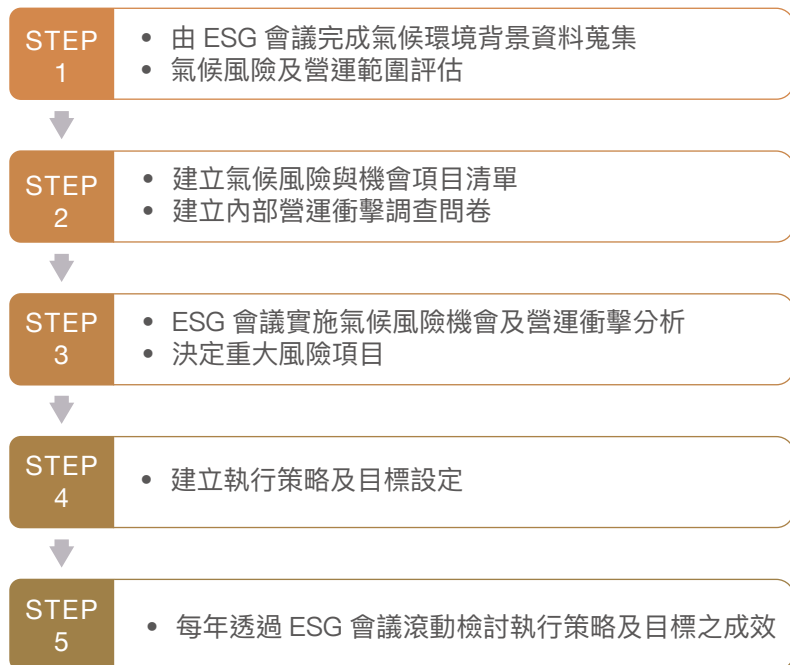 STEP 1
• 由 ESG 會議完成氣候環境背景資料蒐集
• 氣候風險及營運範圍評估
STEP 2
• 建立氣候風險與機會項目清單
• 建立內部營運衝擊調查問卷
STEP 3
• ESG 會議實施氣候風險機會及營運衝擊分析
• 決定重大風險項目
STEP 4
• 建立執行策略及目標設定
STEP 5
• 每年透過 ESG 會議滾動檢討執行策略及目標之成效